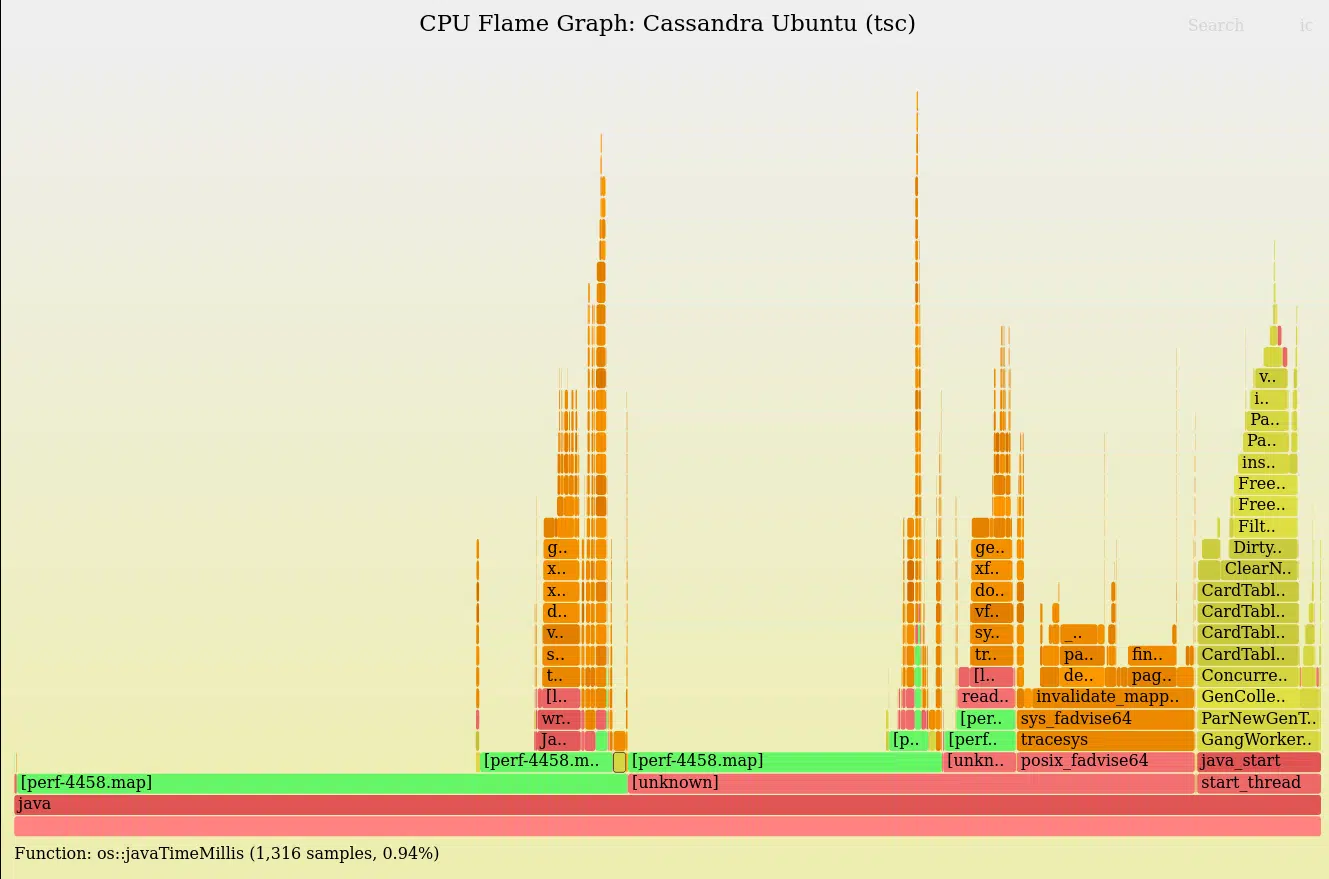 CPU Flame Graph: Cassandra Ubuntu (tsc)
Search ic
v..
i..
Pa..
Pa..
ins..
Free..
Free..
Filt..
g.. ge.. Dirty..
x.. xf.. ClearN..
x.. do.. CardTabl..
d.. vf.. CardTabl..
v.. sy.. _.. CardTabl..
s.. tr.. pa.. fin.. CardTabl..
t.. [l.. de.. pag.. Concurre..
[l.. read.. invalidate_mapp.. GenColle..
wr.. [per.. sys_fadvise64 ParNewGenT..
Ja.. [p.. [perf.. tracesys GangWorker..
[perf-4458.m.. [perf-4458.map] [unkn.. posix_fadvise64 java_start
[perf-4458.map] [unknown] start_thread
java
Function: os::javaTimeMillis (1,316 samples, 0.94%)